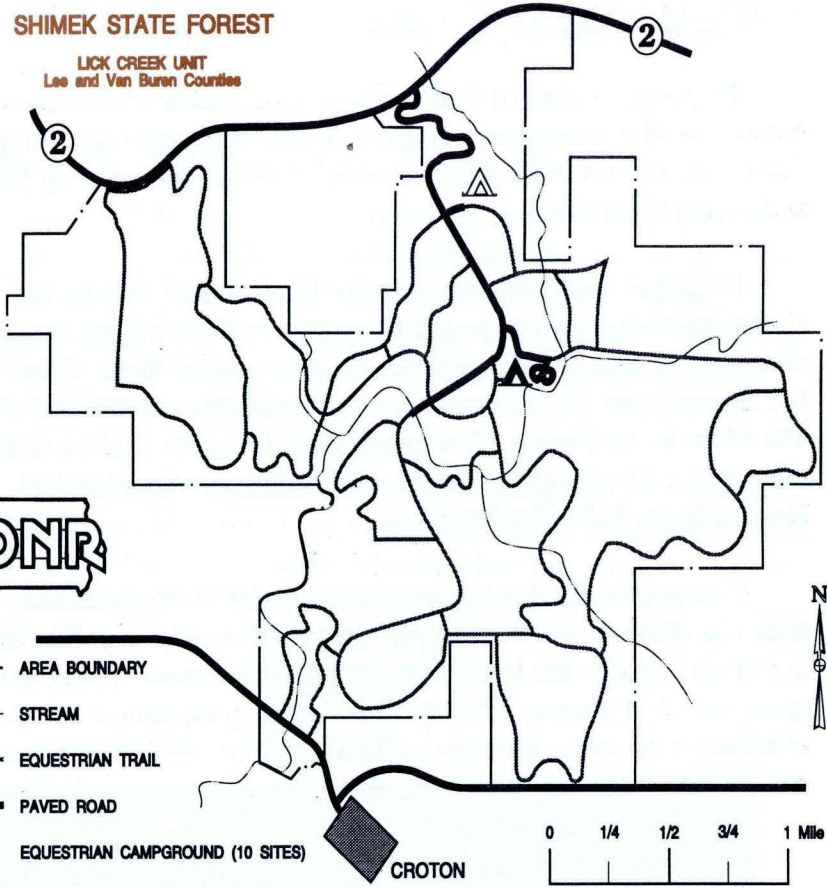 SHIMEK STATE FOREST
LICK CREEK UNIT
Lee and Van Buren Counties
2
2
DNR
N
AREA BOUNDARY
STREAM
EQUESTRIAN TRAIL
PAVED ROAD
EQUESTRIAN CAMPGROUND (10 SITES)
CROTON
0 1/4 1/2 3/4 1 Mile